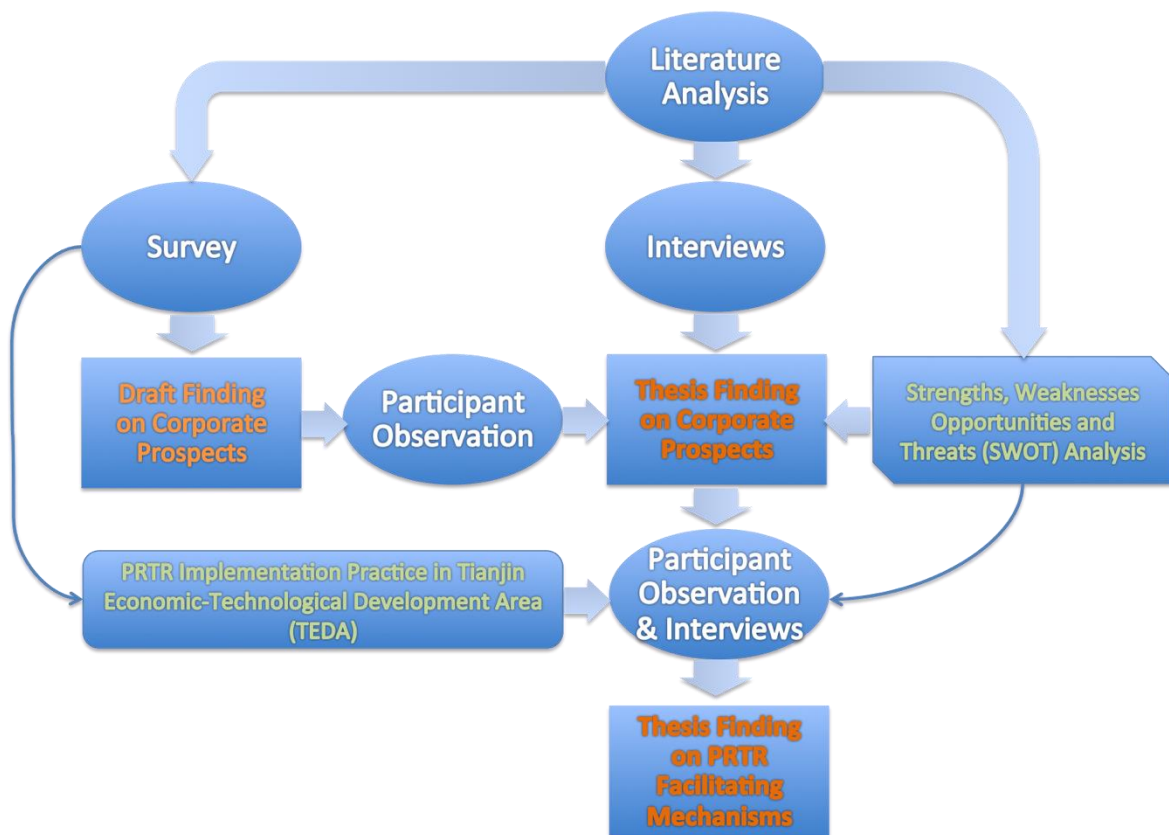 Literature
Analysis
Survey
Interviews
Draft Finding
on Corporate
Prospects
Participant
Observation
Thesis Finding
on Corporate
Prospects
Strengths, Weaknesses
Opportunities and
Threats (SWOT) Analysis
PRTR Implementation Practice in Tianjin
Economic-Technological Development Area
(TEDA)
Participant
Observation
& Interviews
Thesis Finding
on PRTR
Facilitating
Mechanisms